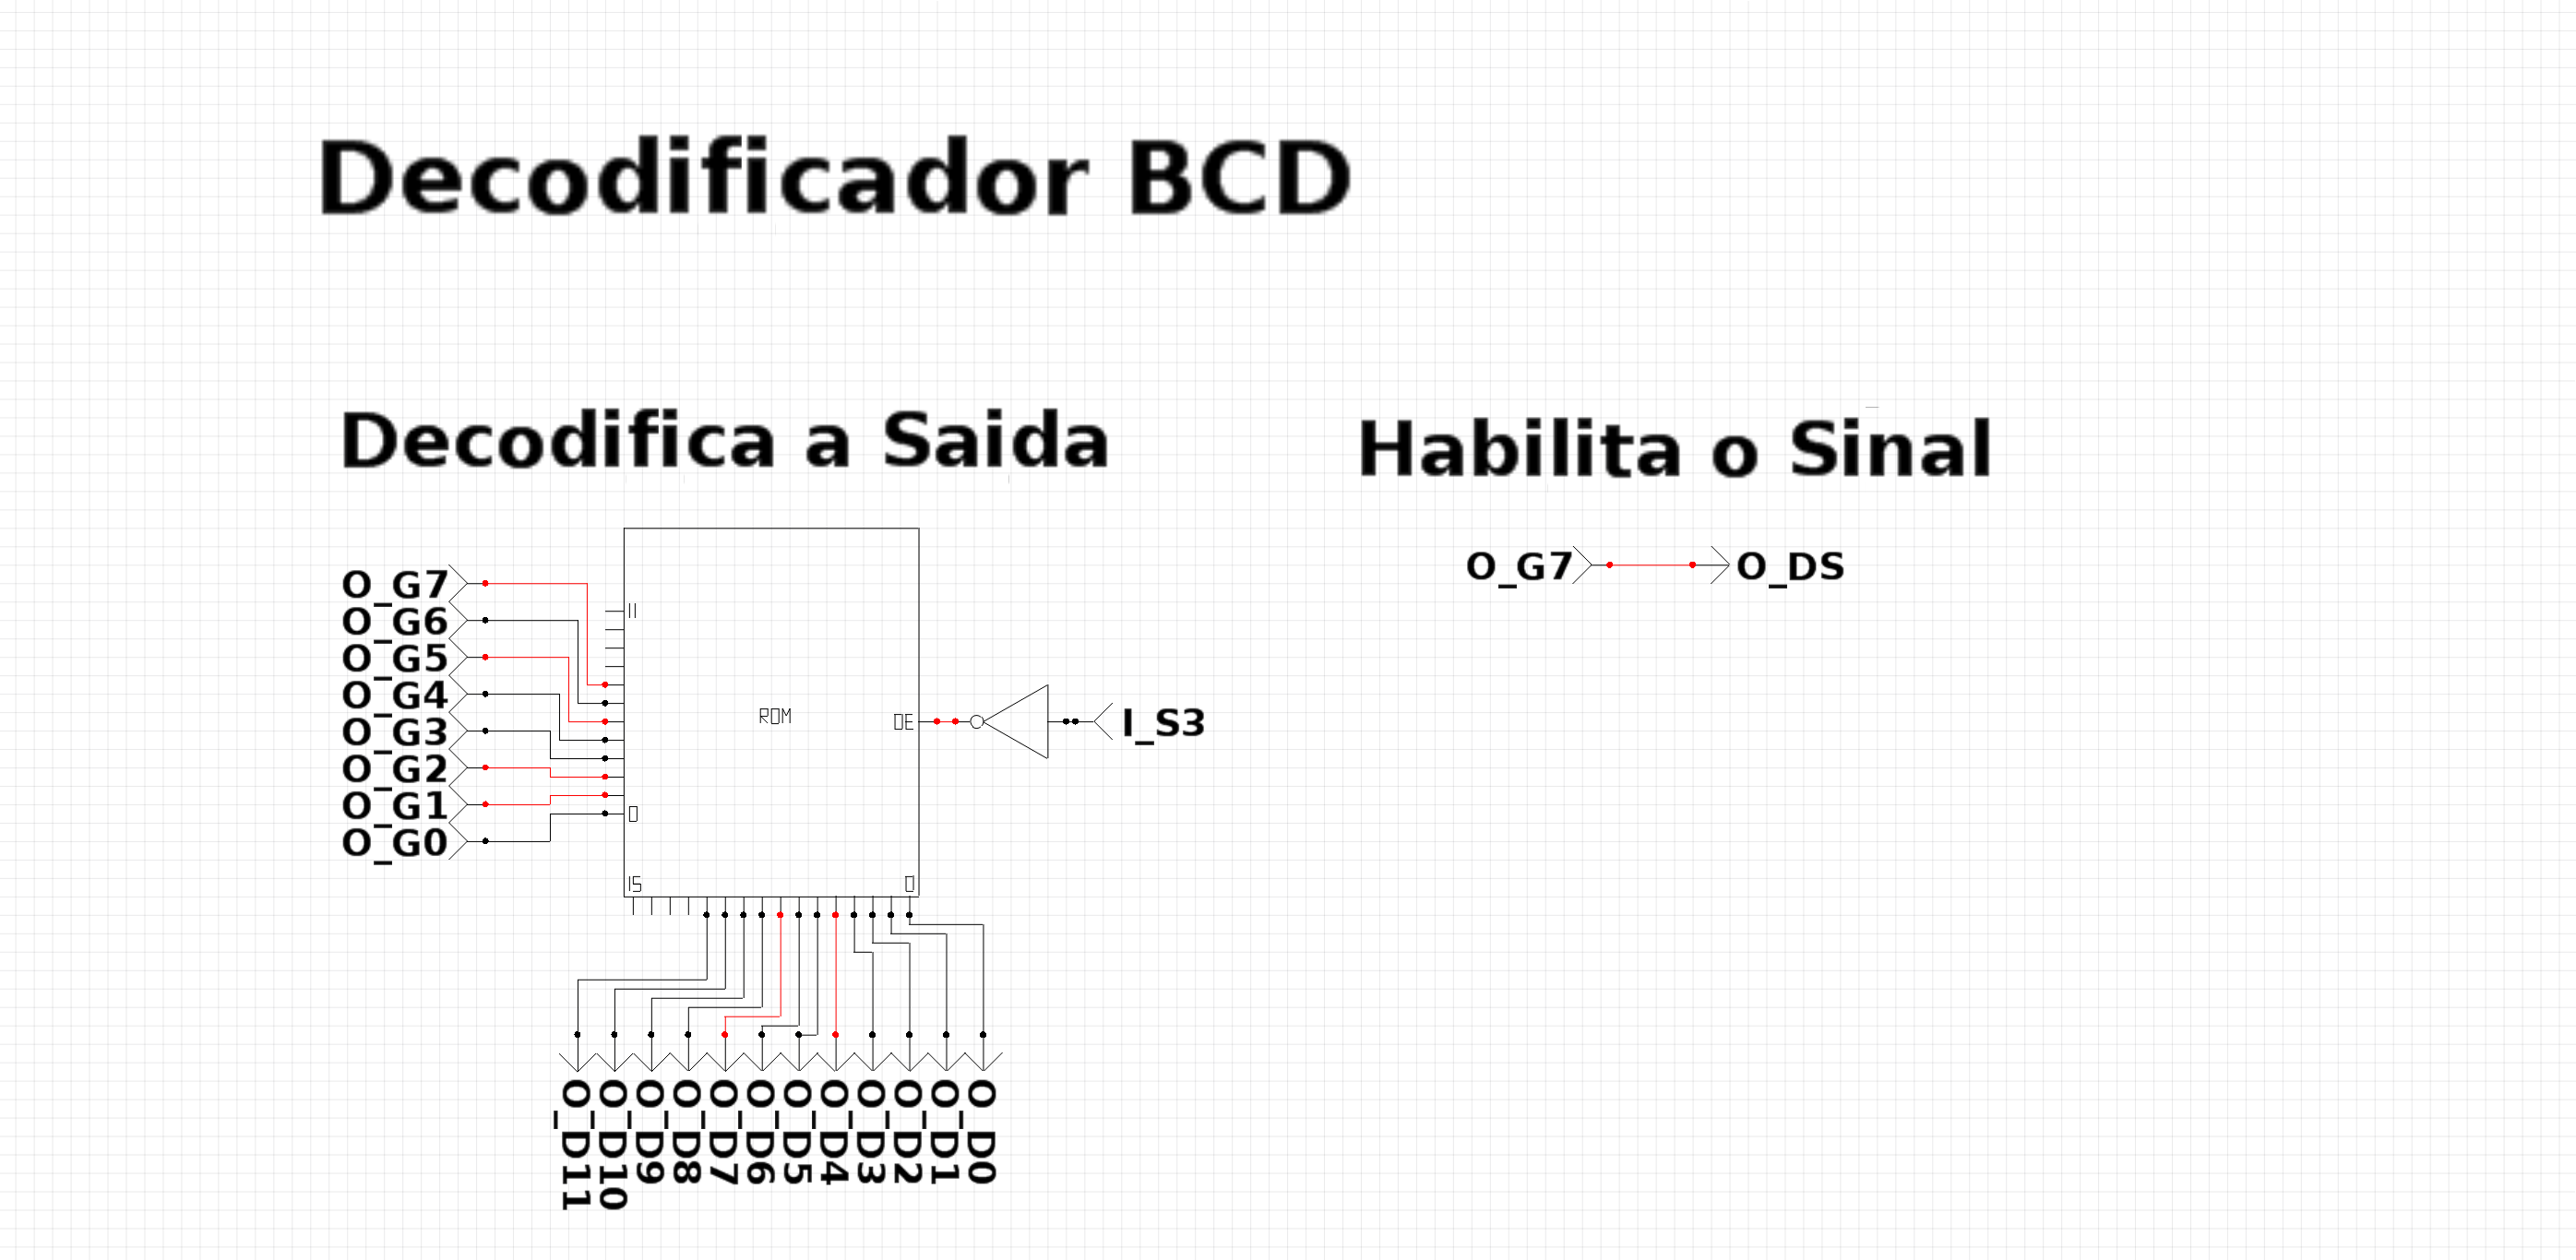 Decodificador BCD
Decodifica a Saida
Habilita o Sinal
O_G7
O_DS
O_G7
O_G6
O_G5
O_G4
O_G3
O_G2
O_G1
O_G0
11
0
ROM
OE
I_S3
15
0
O_D11
O_D10
O_D9
O_D8
O_D7
O_D6
O_D5
O_D4
O_D3
O_D2
O_D1
O_D0